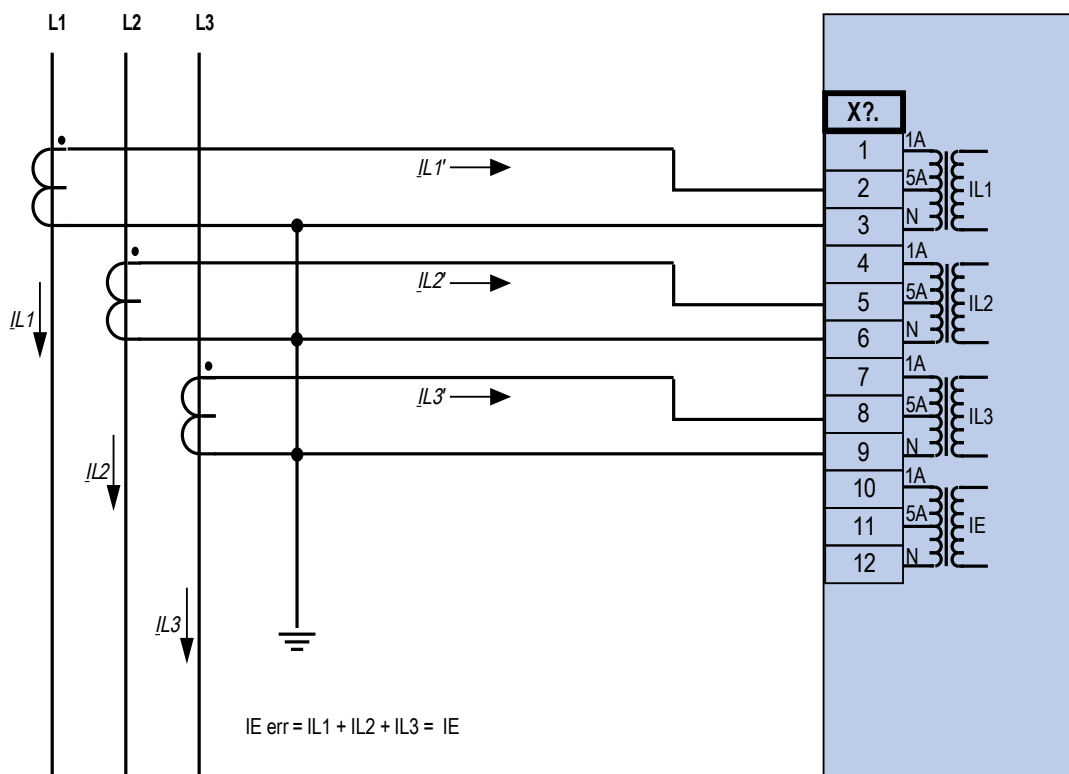 L1 L2 L3
X?.
1 1A
IL1'
2 5A IL1
3 N
4 1A
IL2'
5 5A IL2
IL1
6 N
7 1A
IL3'
8 5A IL3
9 N
IL2
10 1A
11 5A IE
12 N
IL3
IE err = IL1 + IL2 + IL3 = IE